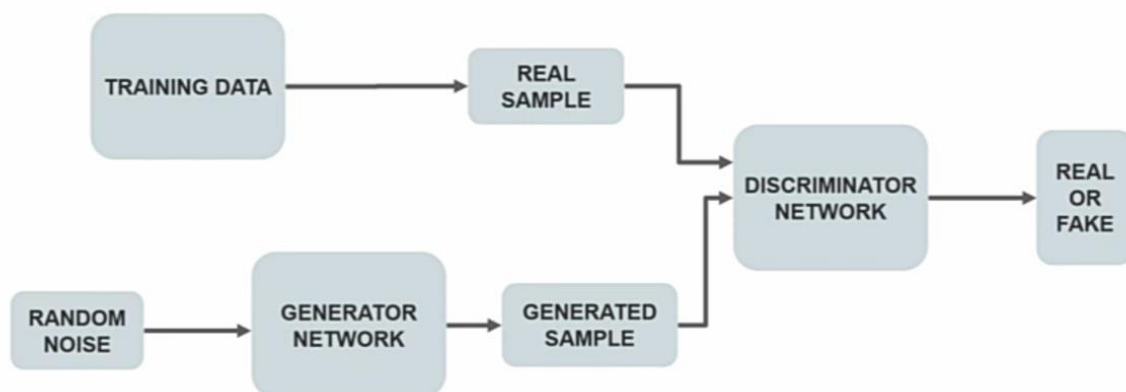 TRAINING DATA
REAL
SAMPLE
DISCRIMINATOR
NETWORK
REAL
OR
FAKE
RANDOM
NOISE
GENERATOR
NETWORK
GENERATED
SAMPLE